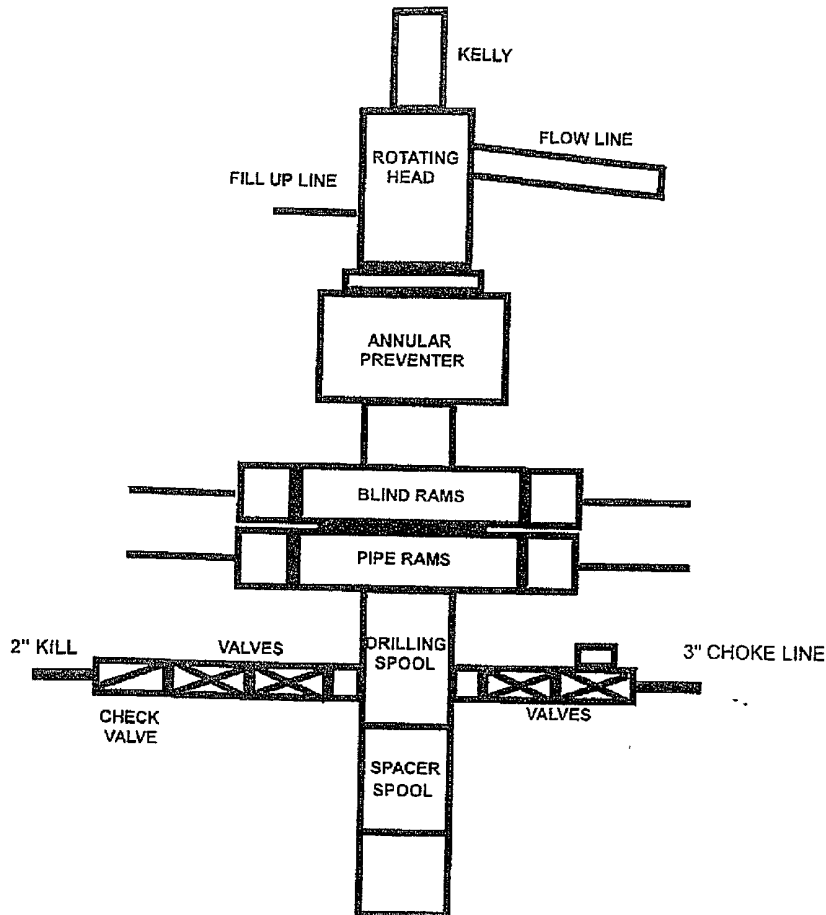 KELLY
FLOW LINE
ROTATING
HEAD
FILL UP LINE
ANNULAR
PREVENTER
BLIND RAMS
PIPE RAMS
2" KILL
VALVES
DRILLING
SPOOL
3" CHOKE LINE
CHECK
VALVE
VALVES
SPACER
SPOOL